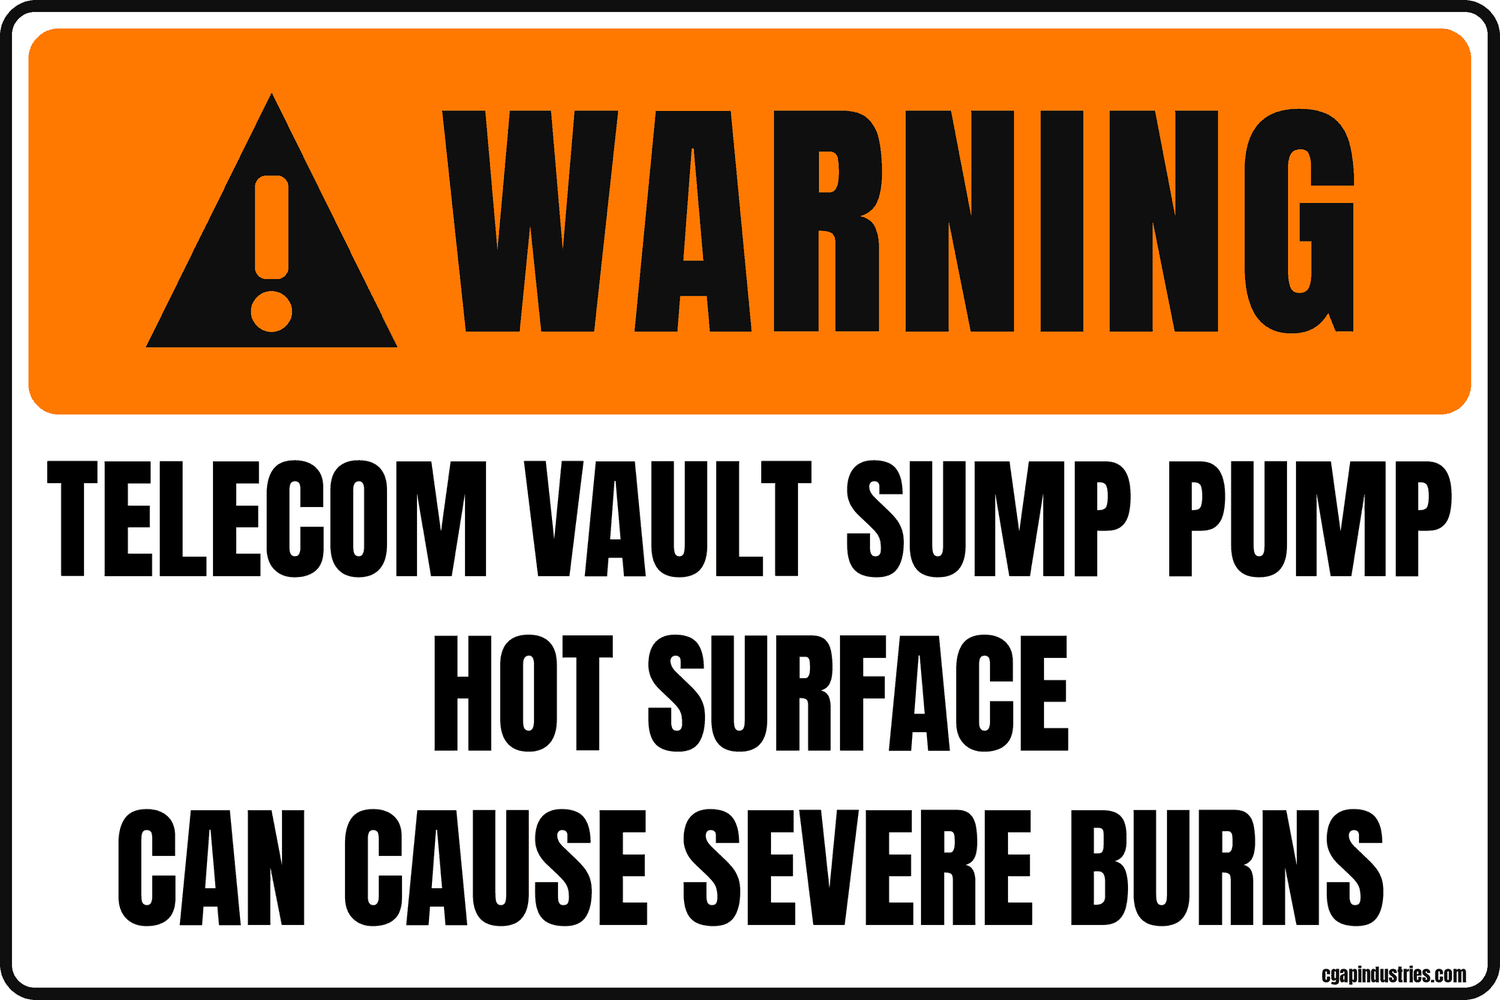 WARNING
TELECOM VAULT SUMP PUMP
HOT SURFACE
CAN CAUSE SEVERE BURNS
cgapindustries.com